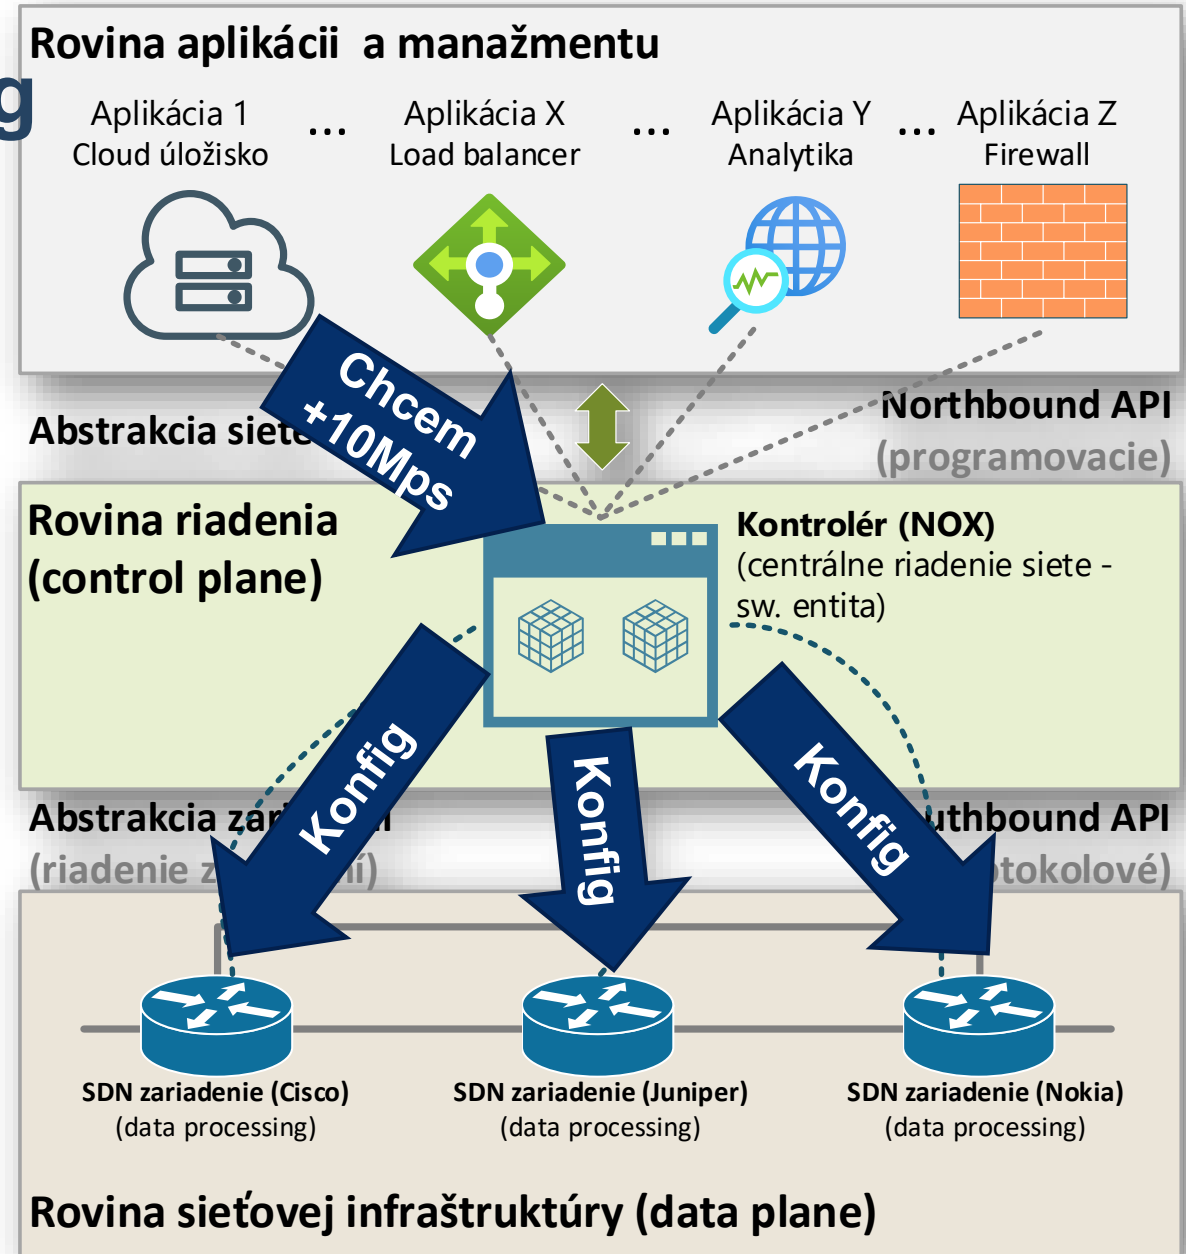 Rovina aplikácii a manažmentu
g
Aplikácia 1 ... Aplikácia X ... Aplikácia Y ... Aplikácia Z
Cloud úložisko Load balancer Analytika Firewall
Chcem
+10Mps
Abstrakcia siete
Northbound API
(programovacie)
Rovina riadenia
(control plane)
Kontrolér (NOX)
(centrálne riadenie siete -
sw. entita)
Konfig
Konfig
Konfig
Abstrakcia
(riadenie
API
SDN zariadenie (Cisco)
(data processing)
SDN zariadenie (Juniper)
(data processing)
SDN zariadenie (Nokia)
(data processing)
Rovina sieťovej infraštruktúry (data plane)